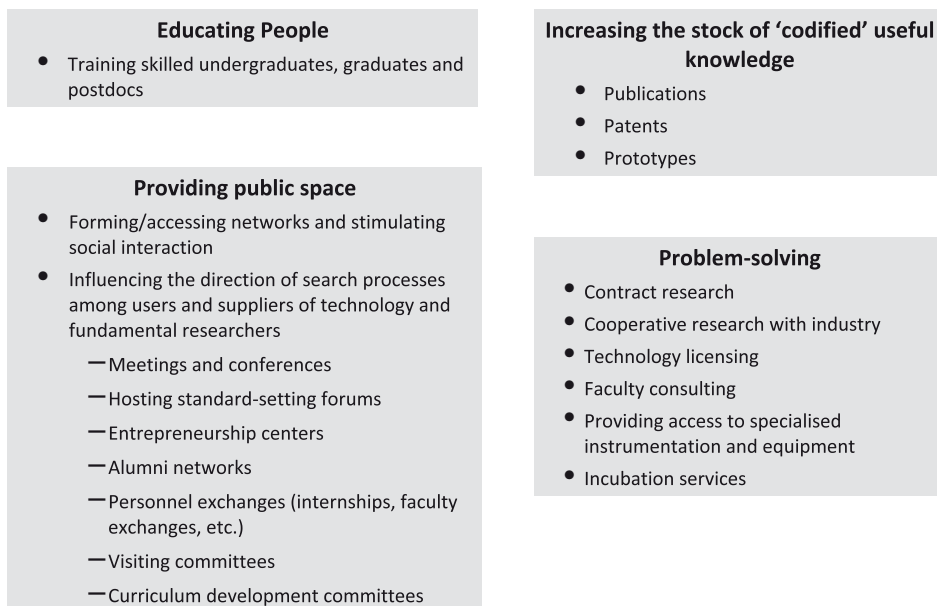 Educating People
• Training skilled undergraduates, graduates and
postdocs
Providing public space
• Forming/accessing networks and stimulating
social interaction
• Influencing the direction of search processes
among users and suppliers of technology and
fundamental researchers
— Meetings and conferences
— Hosting standard-setting forums
— Entrepreneurship centers
— Alumni networks
— Personnel exchanges (internships, faculty
exchanges, etc.)
— Visiting committees
— Curriculum development committees
Increasing the stock of ‘codified’ useful
knowledge
• Publications
• Patents
• Prototypes
Problem-solving
• Contract research
• Cooperative research with industry
• Technology licensing
• Faculty consulting
• Providing access to specialised
instrumentation and equipment
• Incubation services